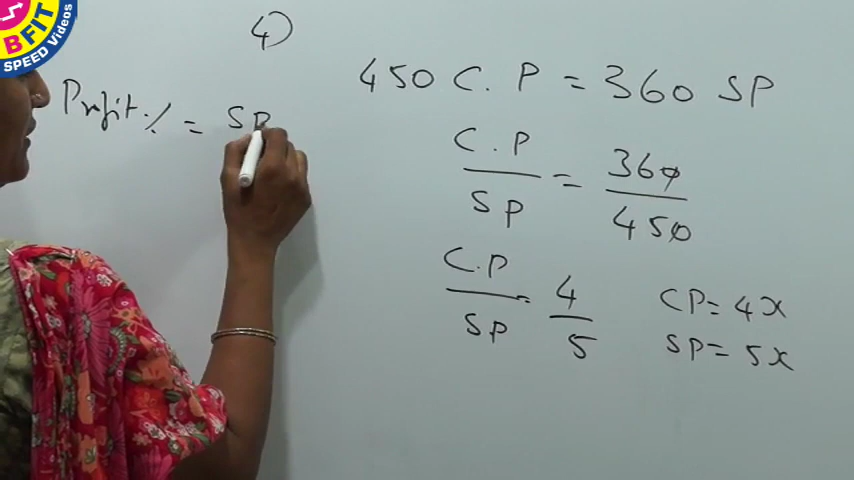 BFIT
SPEED Videos
4)
450 C.P = 360 SP
Profit % = SP
C.P / SP = 360 / 450
C.P / SP = 4 / 5
CP = 4x
SP = 5x